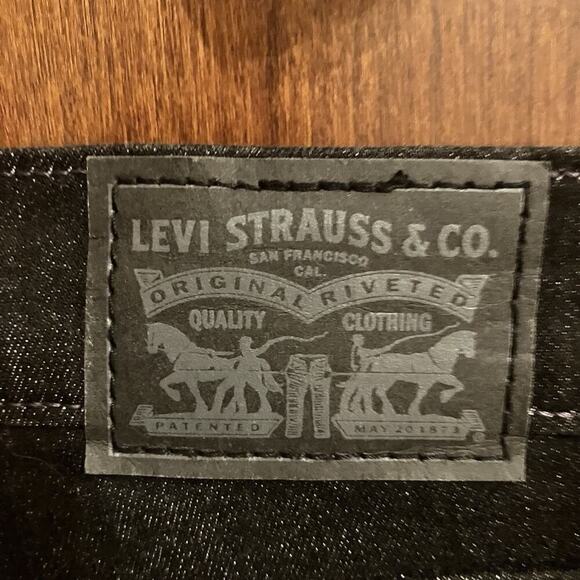 LEVI STRAUSS & CO.
SAN FRANCISCO
CAL.
ORIGINAL RIVETED
QUALITY CLOTHING
PATENTED MAY 20 1873
®